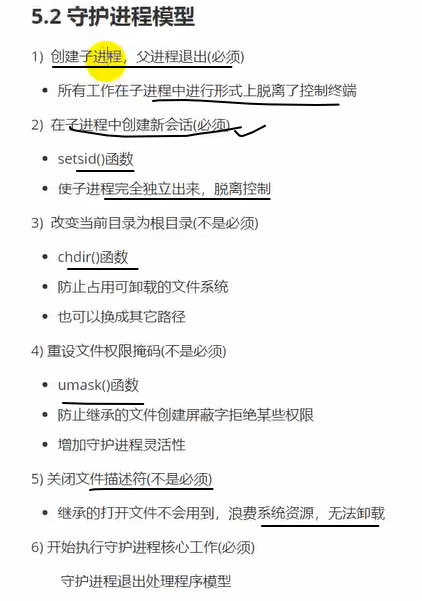 5.2 守护进程模型
1) 创建子进程，父进程退出(必须)
• 所有工作在子进程中进行形式上脱离了控制终端
2) 在子进程中创建新会话(必须)
• setsid()函数
• 使子进程完全独立出来，脱离控制
3) 改变当前目录为根目录(不是必须)
• chdir()函数
• 防止占用可卸载的文件系统
• 也可以换成其它路径
4) 重设文件权限掩码(不是必须)
• umask()函数
• 防止继承的文件创建屏蔽字拒绝某些权限
• 增加守护进程灵活性
5) 关闭文件描述符(不是必须)
• 继承的打开文件不会用到，浪费系统资源，无法卸载
6) 开始执行守护进程核心工作(必须)
守护进程退出处理程序模型